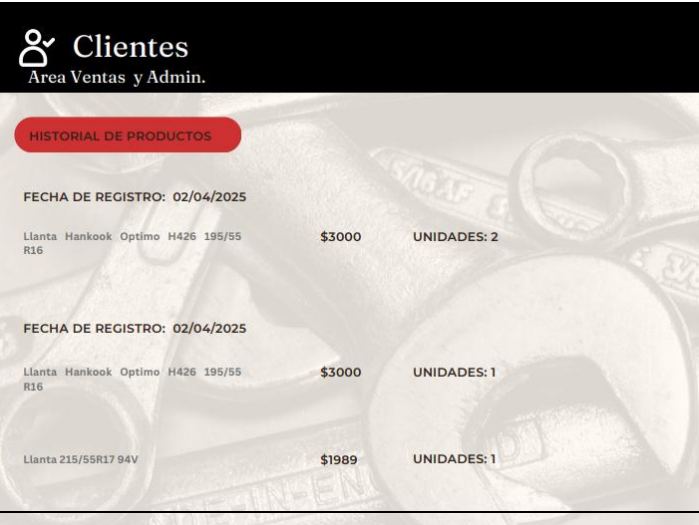 Clientes
Area Ventas y Admin.
HISTORIAL DE PRODUCTOS
FECHA DE REGISTRO: 02/04/2025
Llanta Hankook Optimo H426 195/55
R16
$3000
UNIDADES: 2
FECHA DE REGISTRO: 02/04/2025
Llanta Hankook Optimo H426 195/55
R16
$3000
UNIDADES: 1
Llanta 215/55R17 94V
$1989
UNIDADES: 1
5/16AF